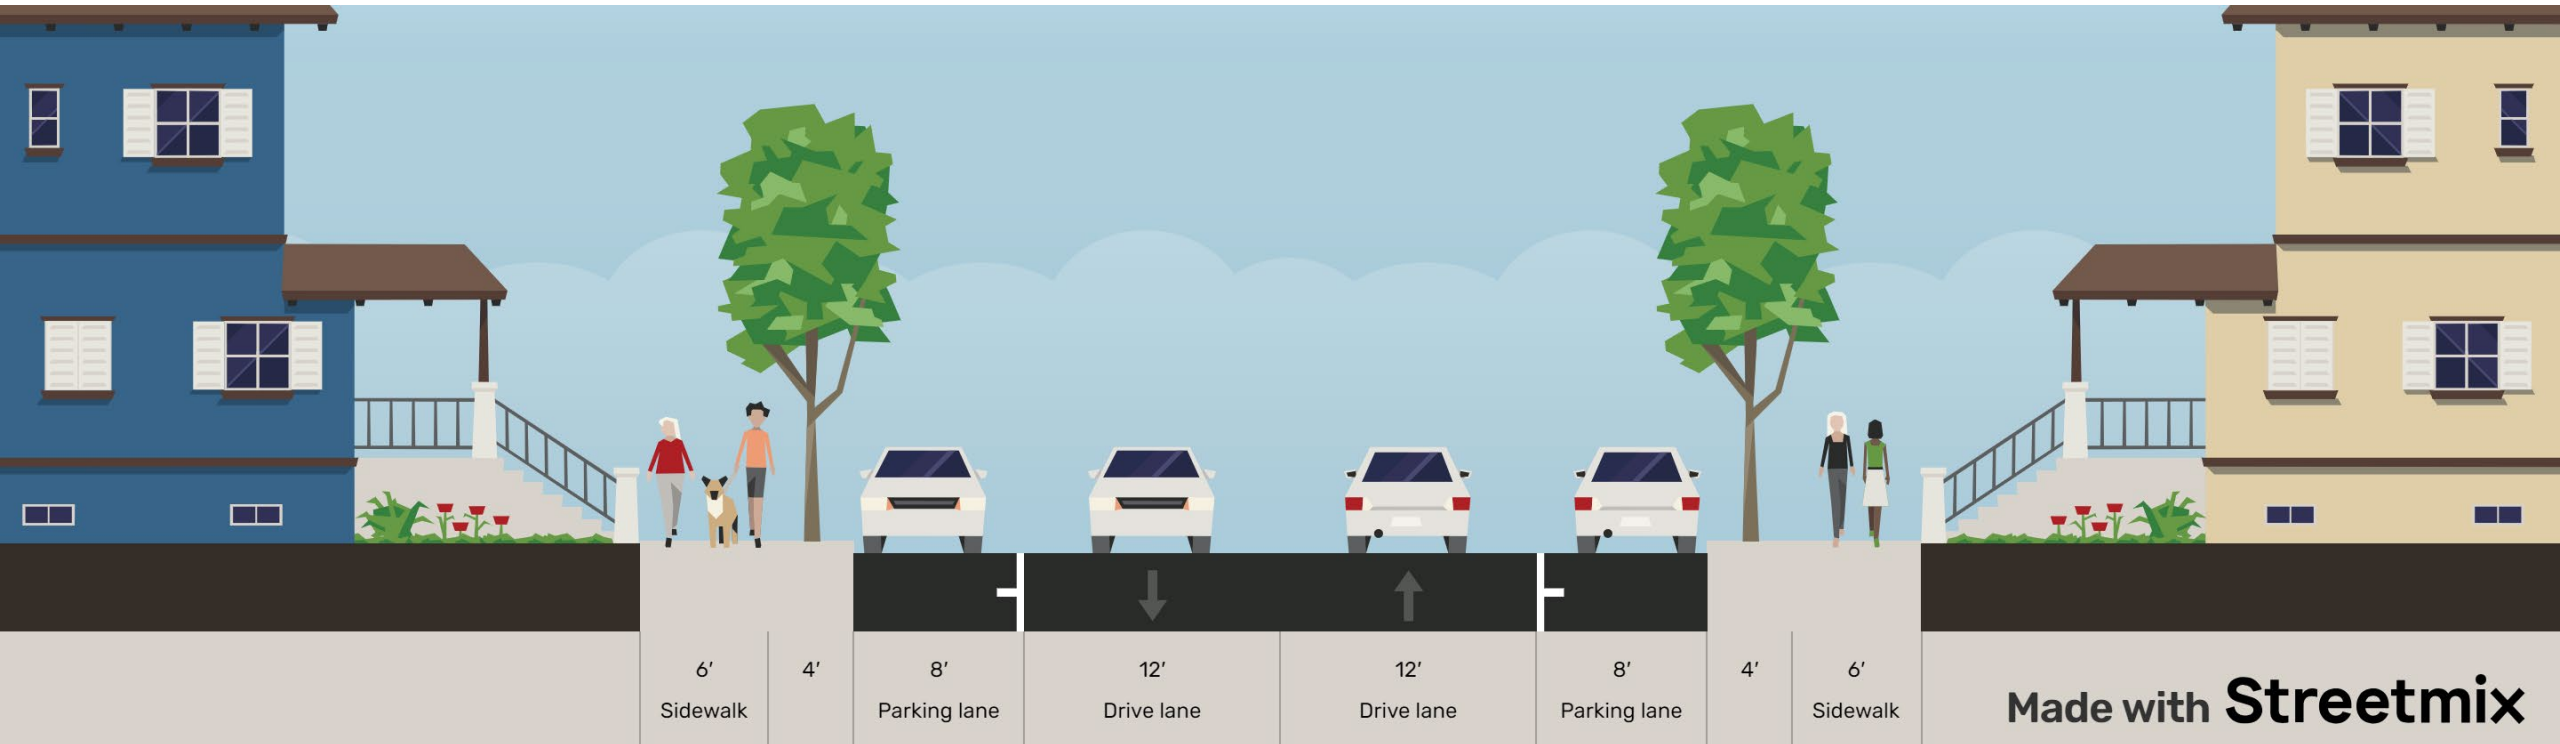 6′ 4′ 8′ 12′ 12′ 8′ 4′ 6′
Sidewalk Parking lane Drive lane Drive lane Parking lane Sidewalk
Made with Streetmix